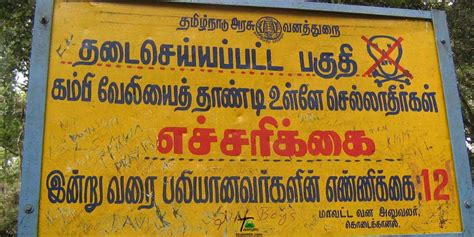 தமிழ்நாடு அரசு வனத்துறை
தடைசெய்யப்பட்ட பகுதி
கம்பி வேலியைத் தாண்டி உள்ளே செல்லாதீர்கள்
எச்சரிக்கை
இன்று வரை பலியானவர்களின் எண்ணிக்கை 12
மாவட்ட வன அலுவலர்,
கொடைக்கானல்.